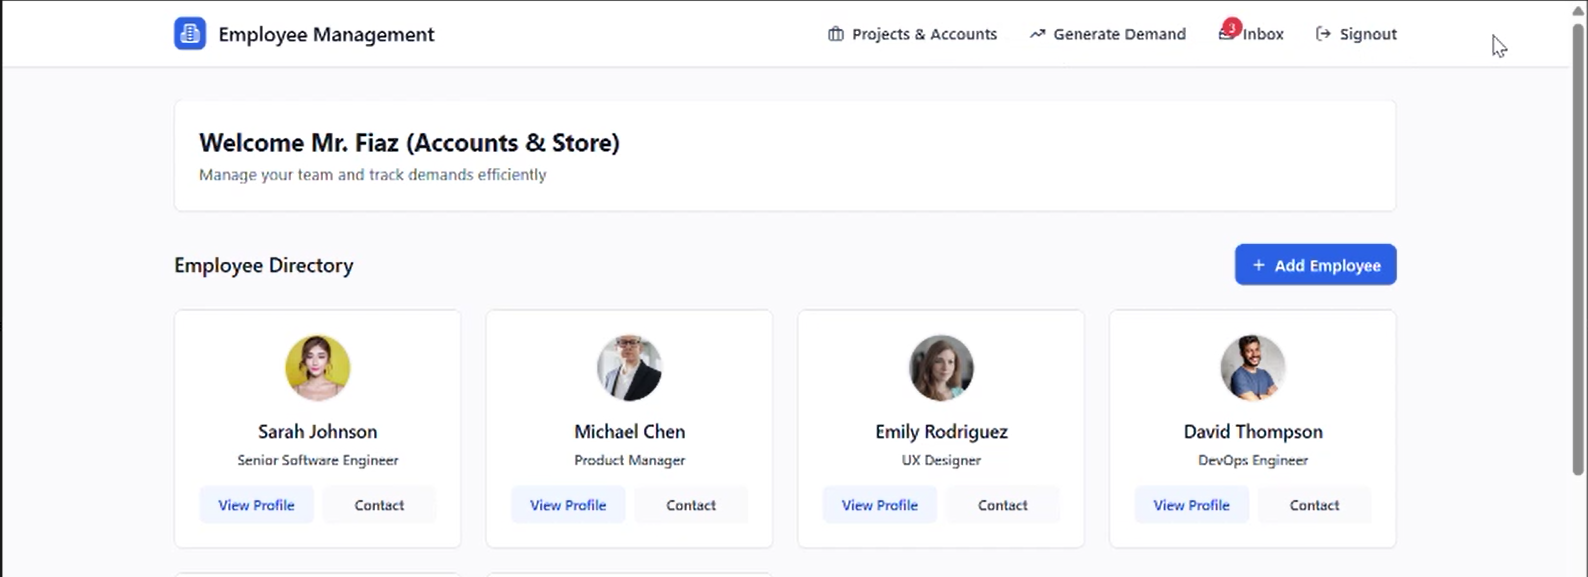 Employee Management
Projects & Accounts
Generate Demand
3
Inbox
Signout
Welcome Mr. Fiaz (Accounts & Store)
Manage your team and track demands efficiently
Employee Directory
+ Add Employee
Sarah Johnson
Senior Software Engineer
View Profile
Contact
Michael Chen
Product Manager
View Profile
Contact
Emily Rodriguez
UX Designer
View Profile
Contact
David Thompson
DevOps Engineer
View Profile
Contact